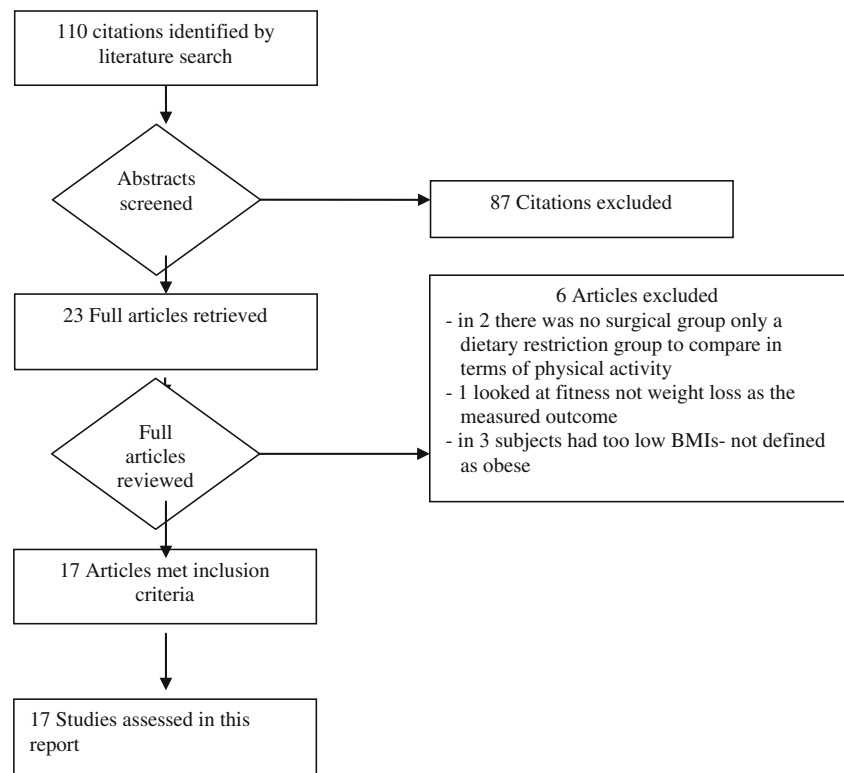 110 citations identified by
literature search
Abstracts
screened
87 Citations excluded
23 Full articles retrieved
6 Articles excluded
- in 2 there was no surgical group only a
dietary restriction group to compare in
terms of physical activity
- 1 looked at fitness not weight loss as the
measured outcome
- in 3 subjects had too low BMIs- not defined
as obese
Full
articles
reviewed
17 Articles met inclusion
criteria
17 Studies assessed in this
report